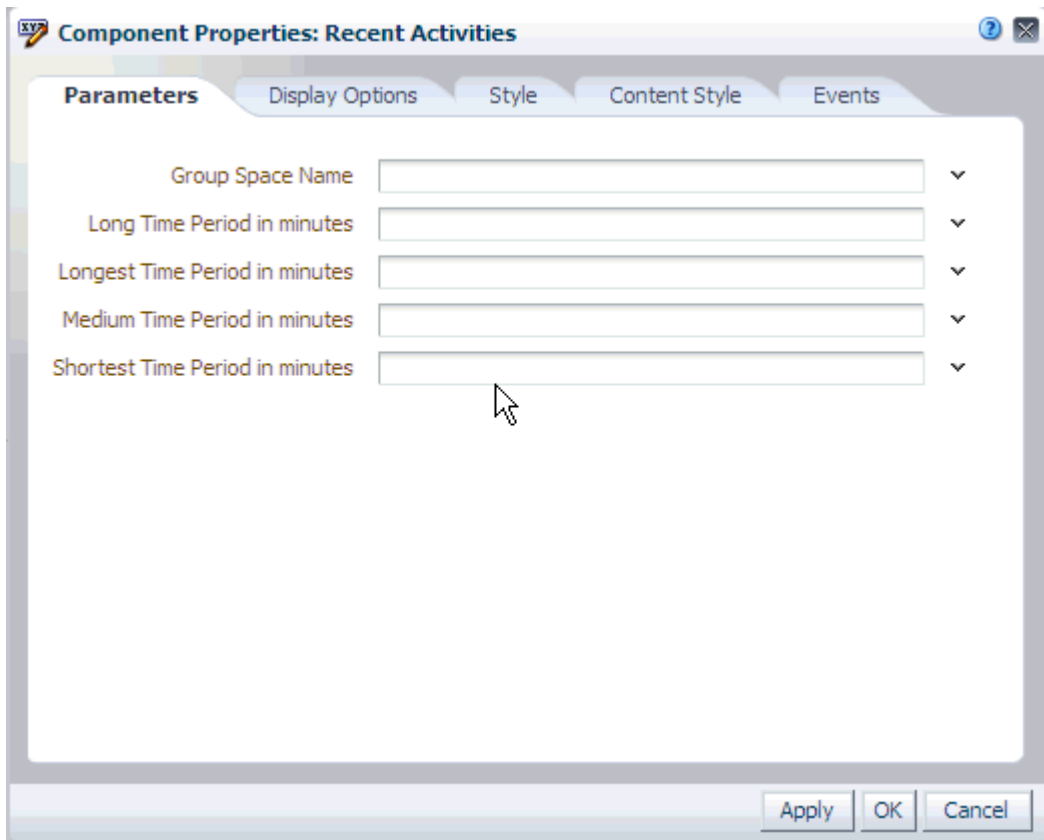 Component Properties: Recent Activities
Parameters Display Options Style Content Style Events
Group Space Name
Long Time Period in minutes
Longest Time Period in minutes
Medium Time Period in minutes
Shortest Time Period in minutes
Apply OK Cancel